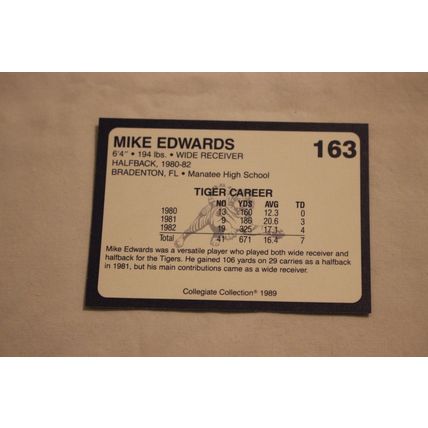 MIKE EDWARDS 163
6'4" • 194 lbs. • WIDE RECEIVER
HALFBACK, 1980-82
BRADENTON, FL • Manatee High School
TIGER CAREER
NO YDS AVG TD
1980 13 160 12.3 0
1981 9 186 20.6 3
1982 19 325 17.1 4
Total 41 671 16.4 7
Mike Edwards was a versatile player who played both wide receiver and
halfback for the Tigers. He gained 106 yards on 29 carries as a halfback
in 1981, but his main contributions came as a wide receiver.
Collegiate Collection® 1989